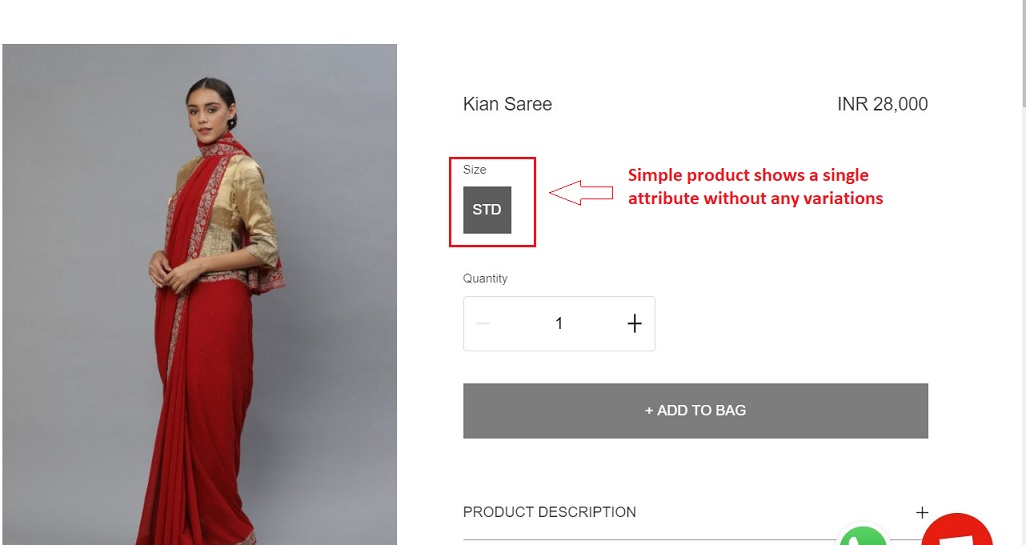 Kian Saree
INR 28,000
Size
STD
Simple product shows a single
attribute without any variations
Quantity
1
+ ADD TO BAG
PRODUCT DESCRIPTION